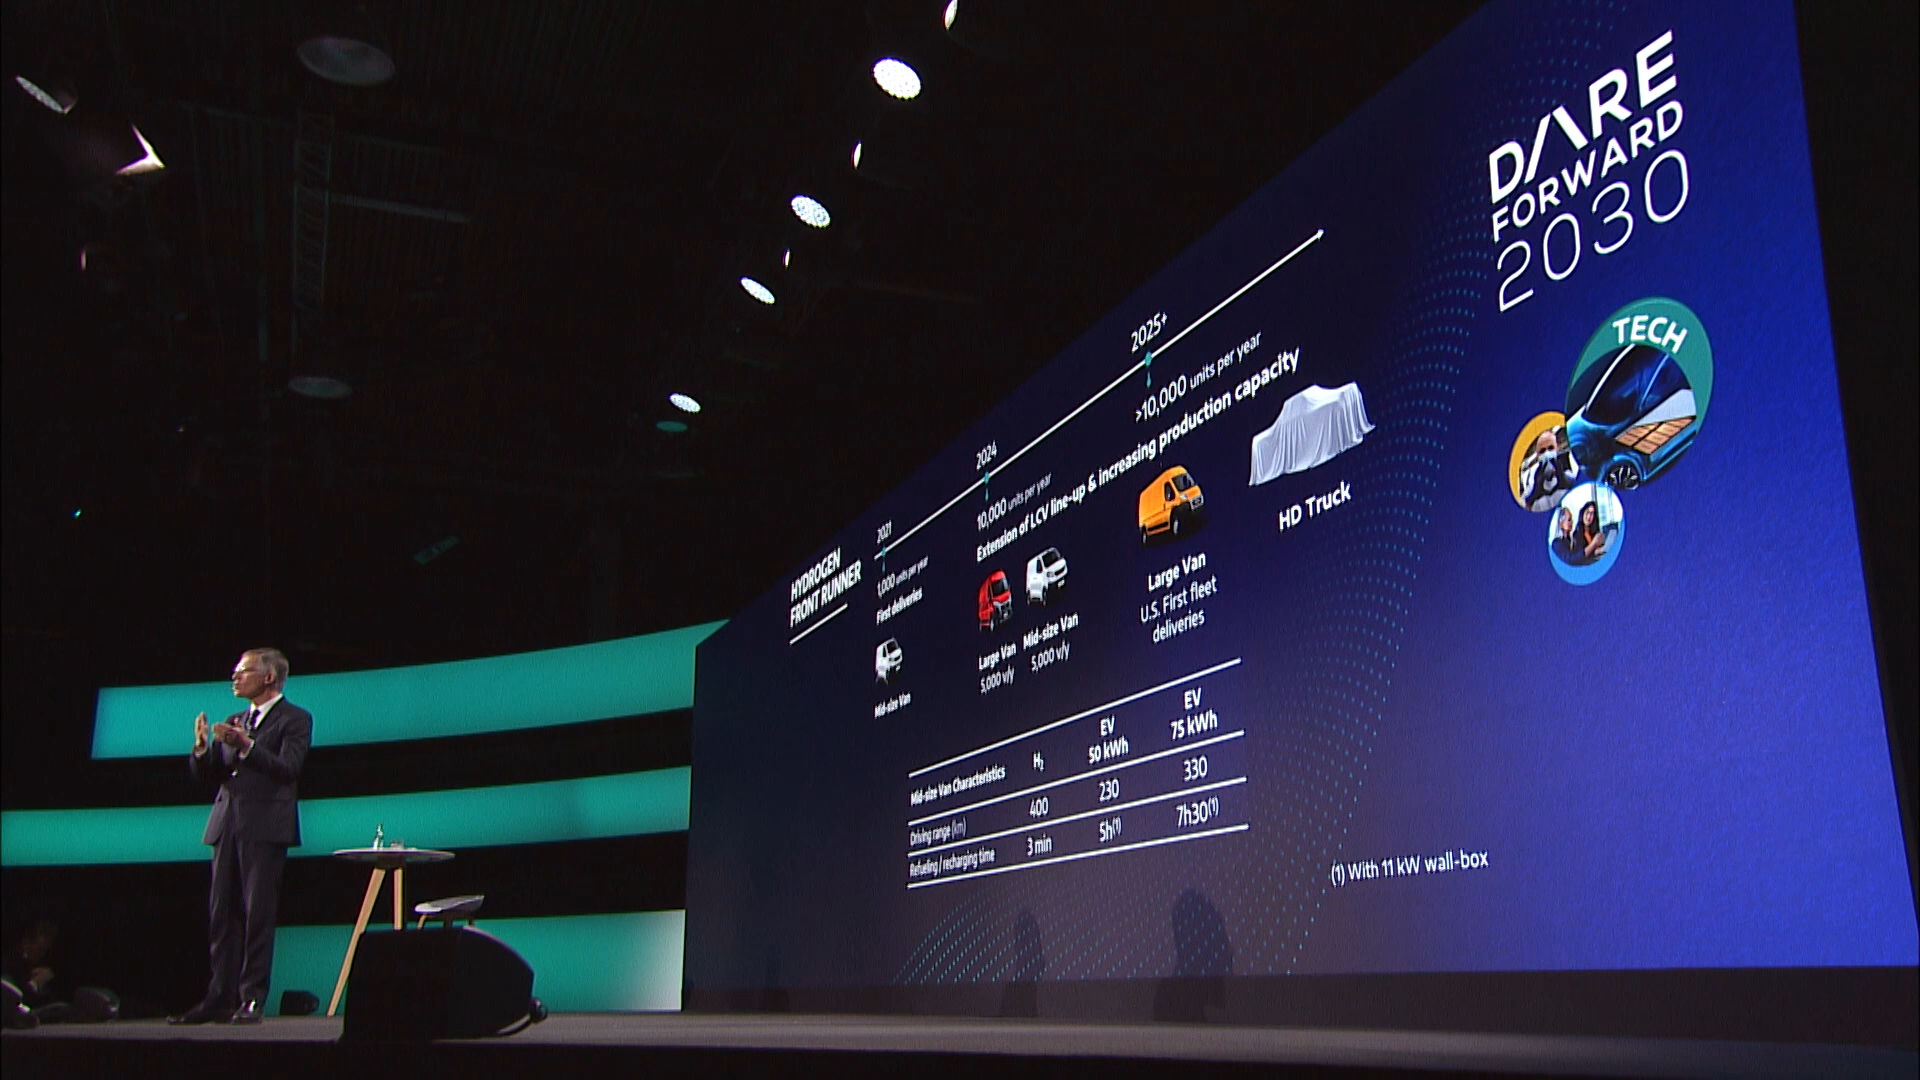 DARE
FORWARD
2030
TECH
HYDROGEN
FRONT RUNNER
2021
1,000 units per year
First deliveries
Mid-size Van
2024
10,000 units per year
Extension of LCV line-up & increasing production capacity
Large Van
5,000 v/y
Mid-size Van
5,000 v/y
2025+
>10,000 units per year
Large Van
U.S. First fleet
deliveries
HD Truck
Mid-size Van Characteristics H₂ EV 50 kWh EV 75 kWh
Driving range (km) 400 230 330
Refueling / recharging time 3 min 5h(1) 7h30(1)
(1) With 11 kW wall-box